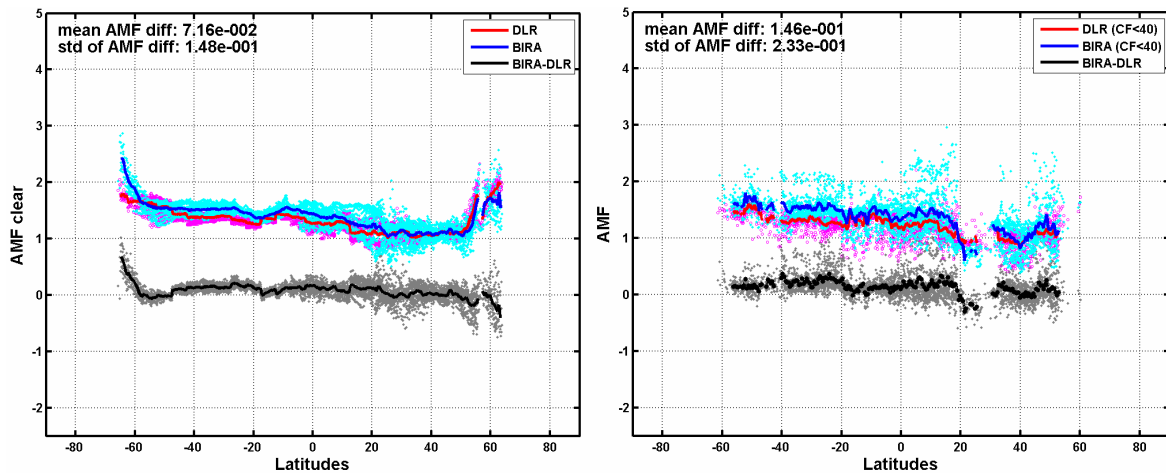 mean AMF diff: 7.16e-002
std of AMF diff: 1.48e-001
DLR
BIRA
BIRA-DLR
5
4
3
2
1
0
-1
-2
AMF clear
-80
-60
-40
-20
0
20
40
60
80
Latitudes
mean AMF diff: 1.46e-001
std of AMF diff: 2.33e-001
DLR (CF<40)
BIRA (CF<40)
BIRA-DLR
5
4
3
2
1
0
-1
-2
AMF
-80
-60
-40
-20
0
20
40
60
80
Latitudes